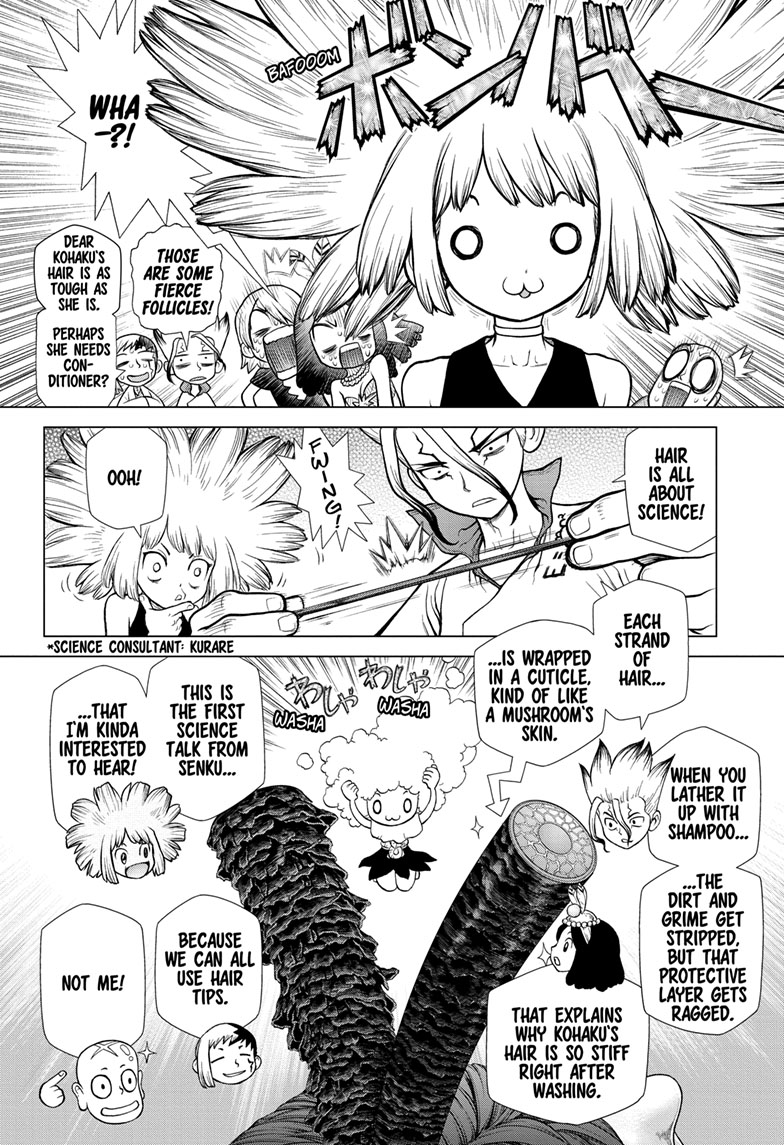 ボンバ
BAFOOOM
WHA
-?!
THOSE
ARE SOME
FIERCE
FOLLICLES!
DEAR
KOHAKU'S
HAIR IS AS
TOUGH AS
SHE IS.
PERHAPS
SHE NEEDS
CON-
DITIONER?
HAIR
IS ALL
ABOUT
SCIENCE!
FWING!
OOH!
*SCIENCE CONSULTANT: KURARE
EACH
STRAND
OF
HAIR...
...IS WRAPPED
IN A CUTICLE,
KIND OF LIKE
A MUSHROOM'S
SKIN.
わしゃ
わしゃ
WASHA
WASHA
THIS IS
THE FIRST
SCIENCE
TALK FROM
SENKU...
...THAT
I'M KINDA
INTERESTED
TO HEAR!
WHEN YOU
LATHER IT
UP WITH
SHAMPOO...
...THE
DIRT AND
GRIME GET
STRIPPED,
BUT THAT
PROTECTIVE
LAYER GETS
RAGGED.
THAT EXPLAINS
WHY KOHAKU'S
HAIR IS SO STIFF
RIGHT AFTER
WASHING.
BECAUSE
WE CAN ALL
USE HAIR
TIPS.
NOT ME!